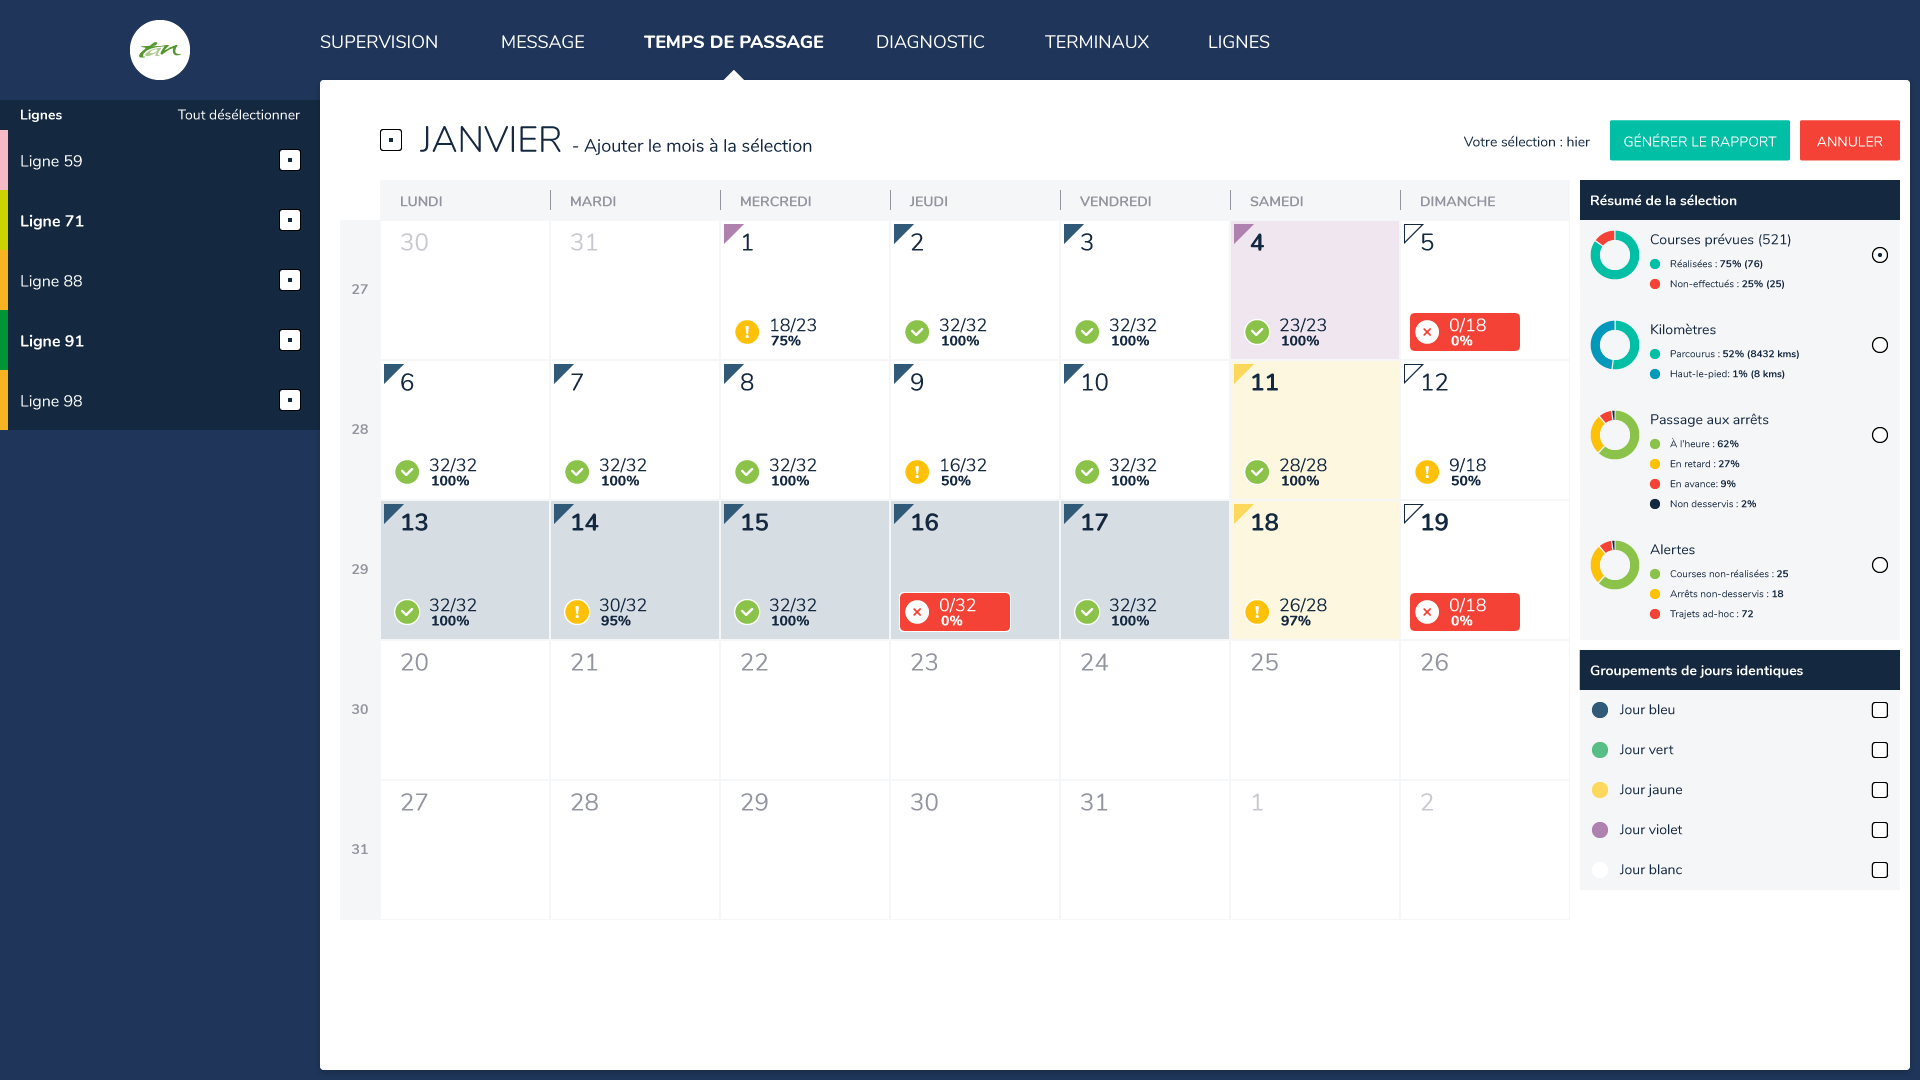 tan
SUPERVISION MESSAGE TEMPS DE PASSAGE DIAGNOSTIC TERMINAUX LIGNES
Lignes Tout désélectionner
Ligne 59
Ligne 71
Ligne 88
Ligne 91
Ligne 98
JANVIER - Ajouter le mois à la sélection
Votre sélection : hier GÉNÉRER LE RAPPORT ANNULER
LUNDI MARDI MERCREDI JEUDI VENDREDI SAMEDI DIMANCHE
30 31 1 2 3 4 5
27
18/23 32/32 32/32 23/23 0/18
75% 100% 100% 100% 0%
6 7 8 9 10 11 12
28
32/32 32/32 32/32 16/32 32/32 28/28 9/18
100% 100% 100% 50% 100% 100% 50%
13 14 15 16 17 18 19
29
32/32 30/32 32/32 0/32 32/32 26/28 0/18
100% 95% 100% 0% 100% 97% 0%
20 21 22 23 24 25 26
30
27 28 29 30 31 1 2
31
Résumé de la sélection
Courses prévues (521)
Réalisées : 75% (76)
Non-effectués : 25% (25)
Kilomètres
Parcourus : 52% (8432 kms)
Haut-le-pied: 1% (8 kms)
Passage aux arrêts
À l'heure : 62%
En retard : 27%
En avance: 9%
Non desservis : 2%
Alertes
Courses non-réalisées : 25
Arrêts non-desservis : 18
Trajets ad-hoc : 72
Groupements de jours identiques
Jour bleu
Jour vert
Jour jaune
Jour violet
Jour blanc